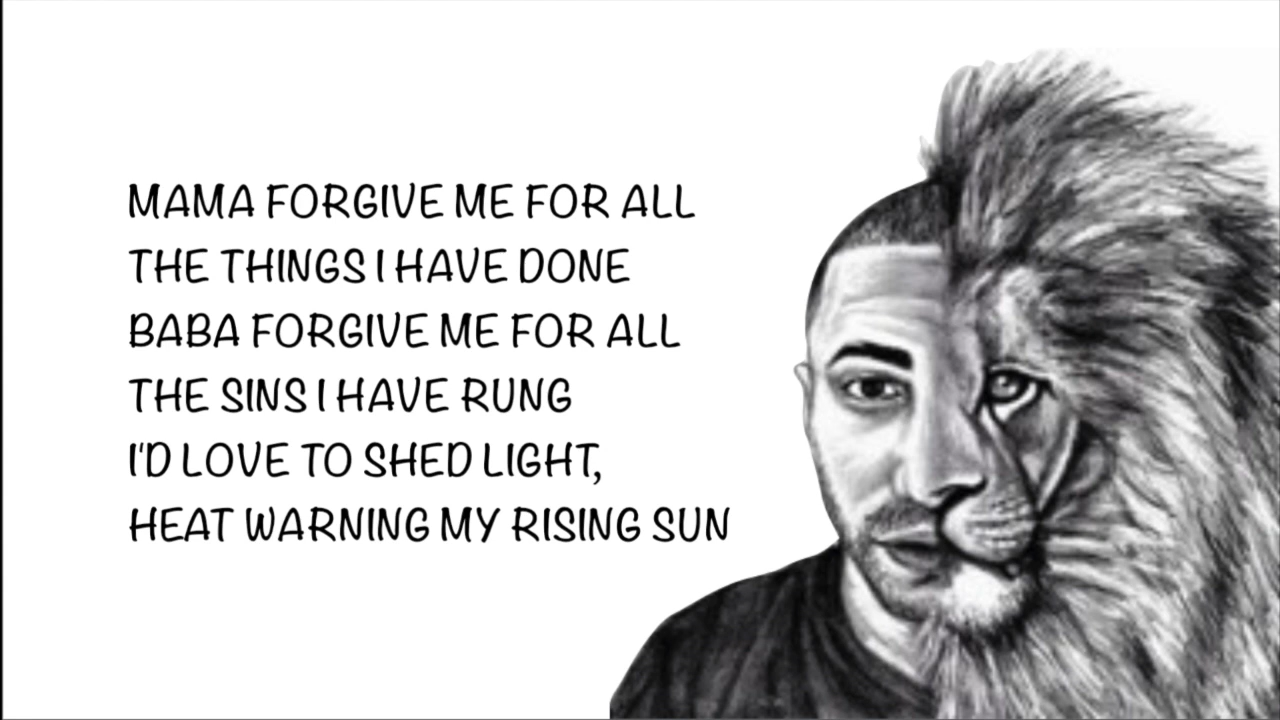 MAMA FORGIVE ME FOR ALL
THE THINGS I HAVE DONE
BABA FORGIVE ME FOR ALL
THE SINS I HAVE RUNG
I'D LOVE TO SHED LIGHT,
HEAT WARNING MY RISING SUN